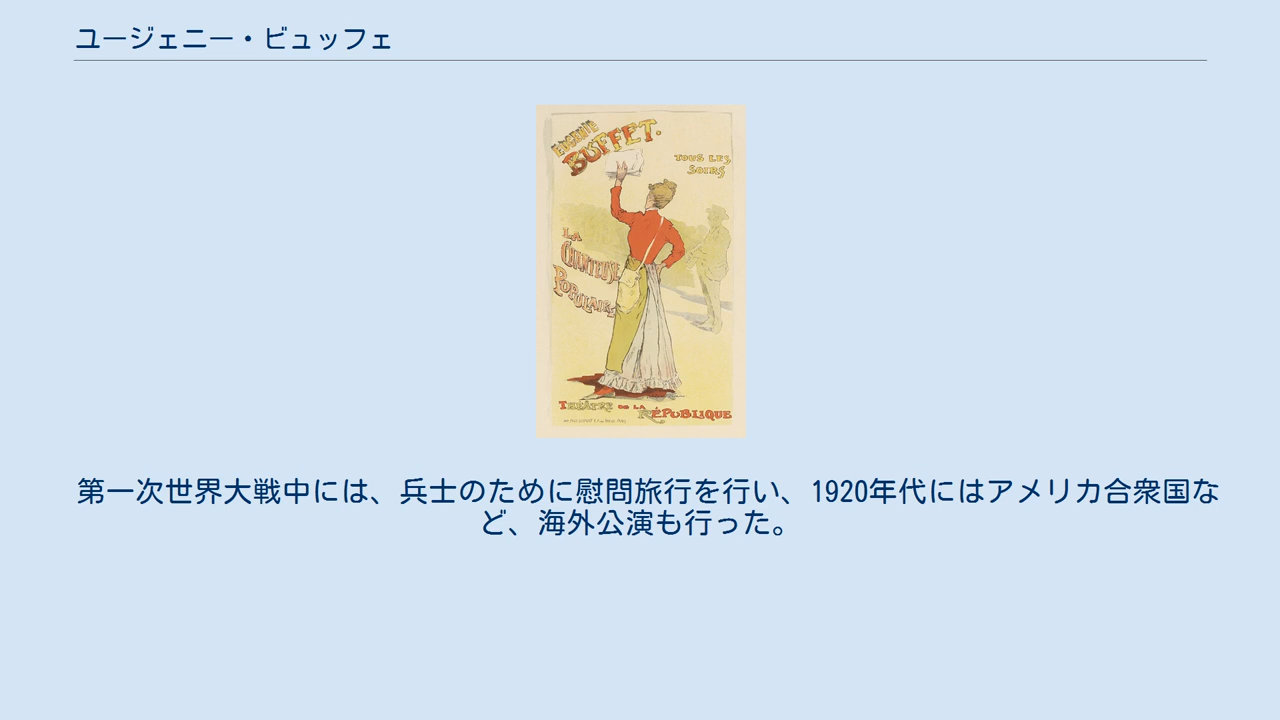 ユージェニー・ビュッフェ
EUGÉNIE
BUFFET.
TOUS LES
SOIRS
LA
CHANTEUSE
POPULAIRE
THÉÂTRE DE LA RÉPUBLIQUE
第一次世界大戦中には、兵士のために慰問旅行を行い、1920年代にはアメリカ合衆国な
ど、海外公演も行った。